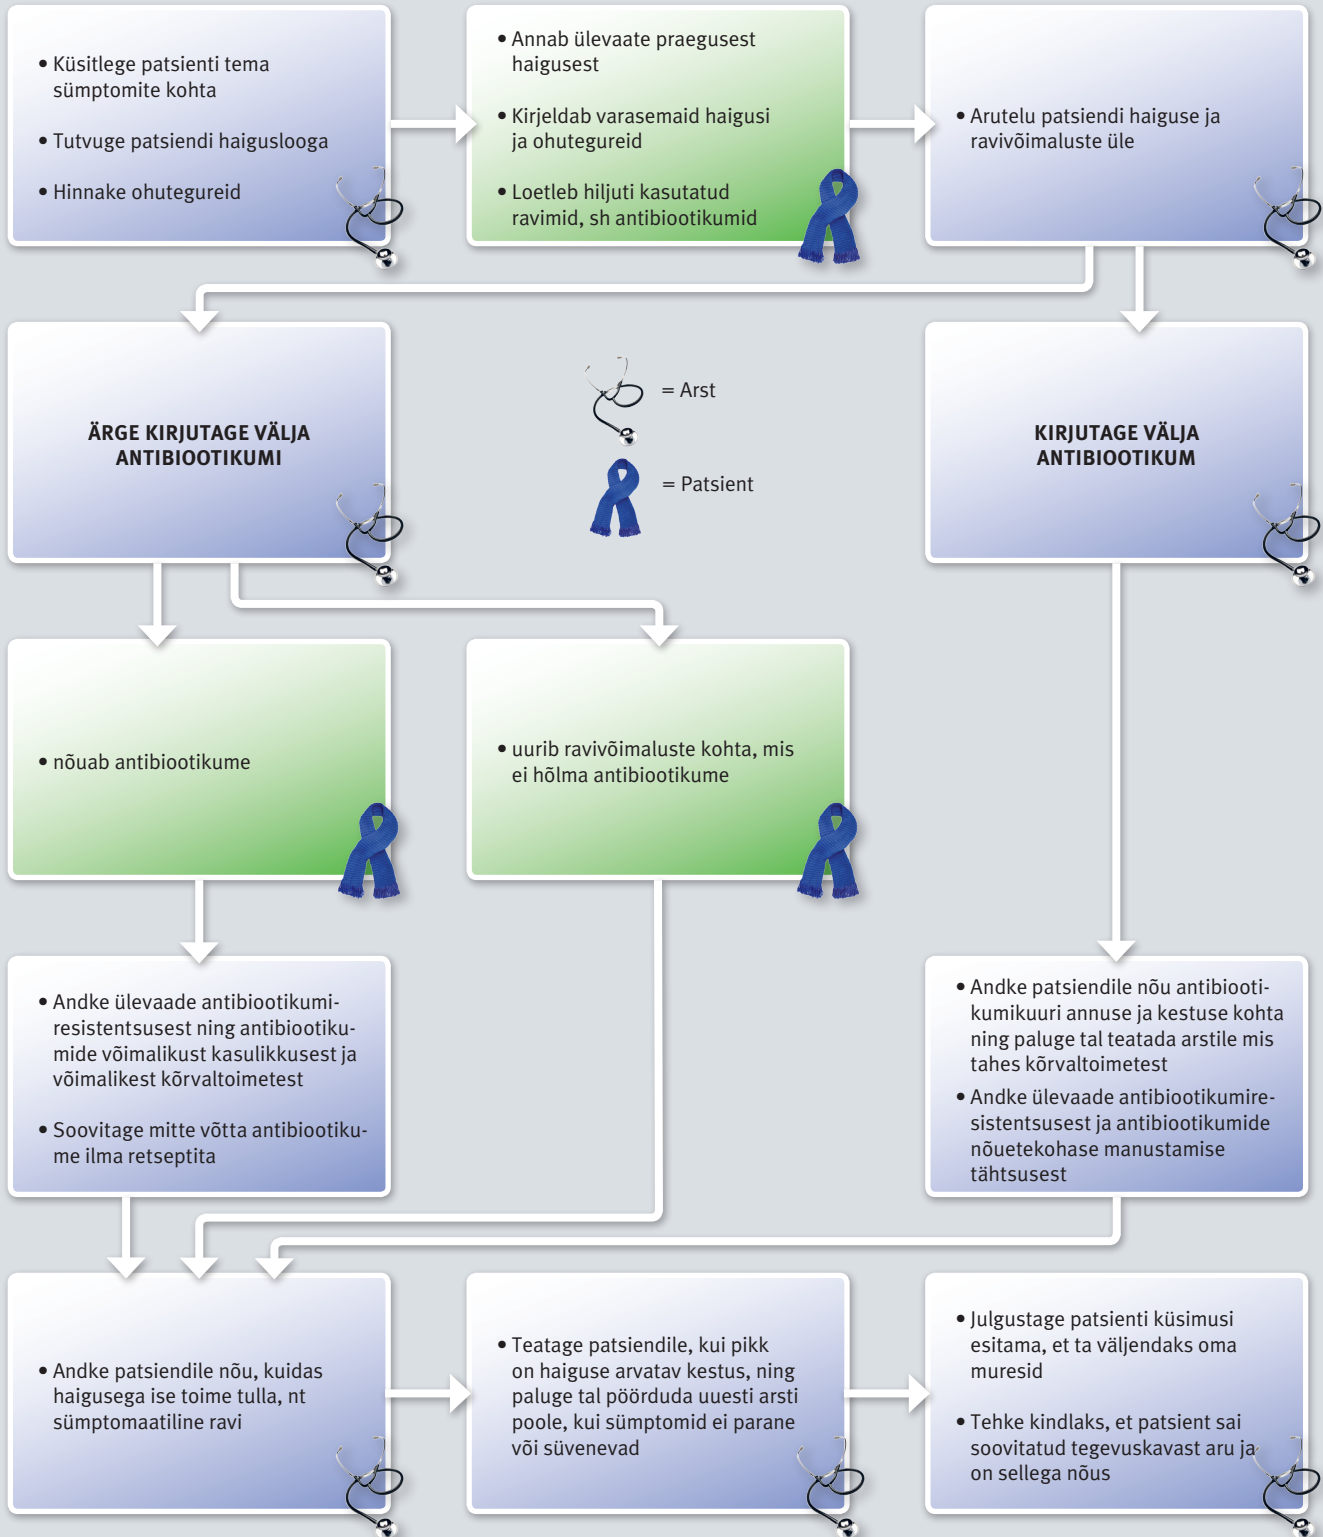 • Küsitlege patsienti tema
sümptomite kohta
• Tutvuge patsiendi haiguslooga
• Hinnake ohutegureid
• Annab ülevaate praegusest
haigusest
• Kirjeldab varasemaid haigusi
ja ohutegureid
• Loetleb hiljuti kasutatud
ravimid, sh antibiootikumid
• Arutelu patsiendi haiguse ja
ravivõimaluste üle
ÄRGE KIRJUTAGE VÄLJA
ANTIBIOOTIKUMI
= Arst
= Patsient
KIRJUTAGE VÄLJA
ANTIBIOOTIKUM
• nõuab antibiootikume
• uurib ravivõimaluste kohta, mis
ei hõlma antibiootikume
• Andke ülevaade antibiootikumi-
resistentsusest ning antibiootiku-
mide võimalikust kasulikkusest ja
võimalikest kõrvaltoimetest
• Soovitage mitte võtta antibiootiku-
me ilma retseptita
• Andke patsiendile nõu antibiooti-
kumikuuri annuse ja kestuse kohta
ning paluge tal teatada arstile mis
tahes kõrvaltoimetest
• Andke ülevaade antibiootikumire-
sistentsusest ja antibiootikumide
nõuetekohase manustamise
tähtsusest
• Andke patsiendile nõu, kuidas
haigusega ise toime tulla, nt
sümptomaatiline ravi
• Teatage patsiendile, kui pikk
on haiguse arvatav kestus, ning
paluge tal pöörduda uuesti arsti
poole, kui sümptomid ei parane
või süvenevad
• Julgustage patsienti küsimusi
esitama, et ta väljendaks oma
muresid
• Tehke kindlaks, et patsient sai
soovitatud tegevuskavast aru ja
on sellega nõus